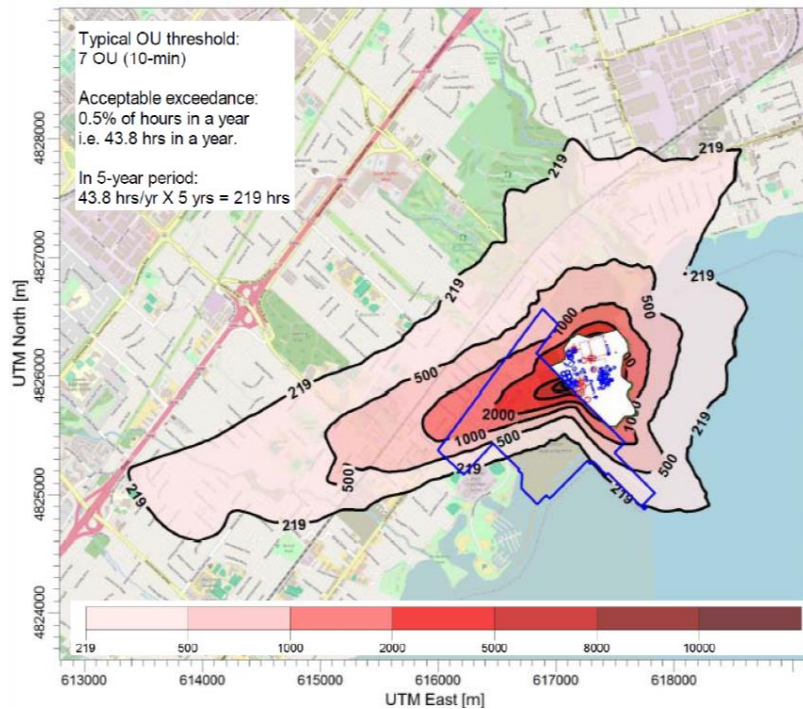 Typical OU threshold:
7 OU (10-min)
Acceptable exceedance:
0.5% of hours in a year
i.e. 43.8 hrs in a year.
In 5-year period:
43.8 hrs/yr X 5 yrs = 219 hrs
UTM North [m]
4828000
4827000
4826000
4825000
4824000
219
219
219
219
500
1000
219
500
219
1000
2000
1000
500
500
219
500
219
219
219
219 500 1000 2000 5000 8000 10000
613000 614000 615000 616000 617000 618000
UTM East [m]